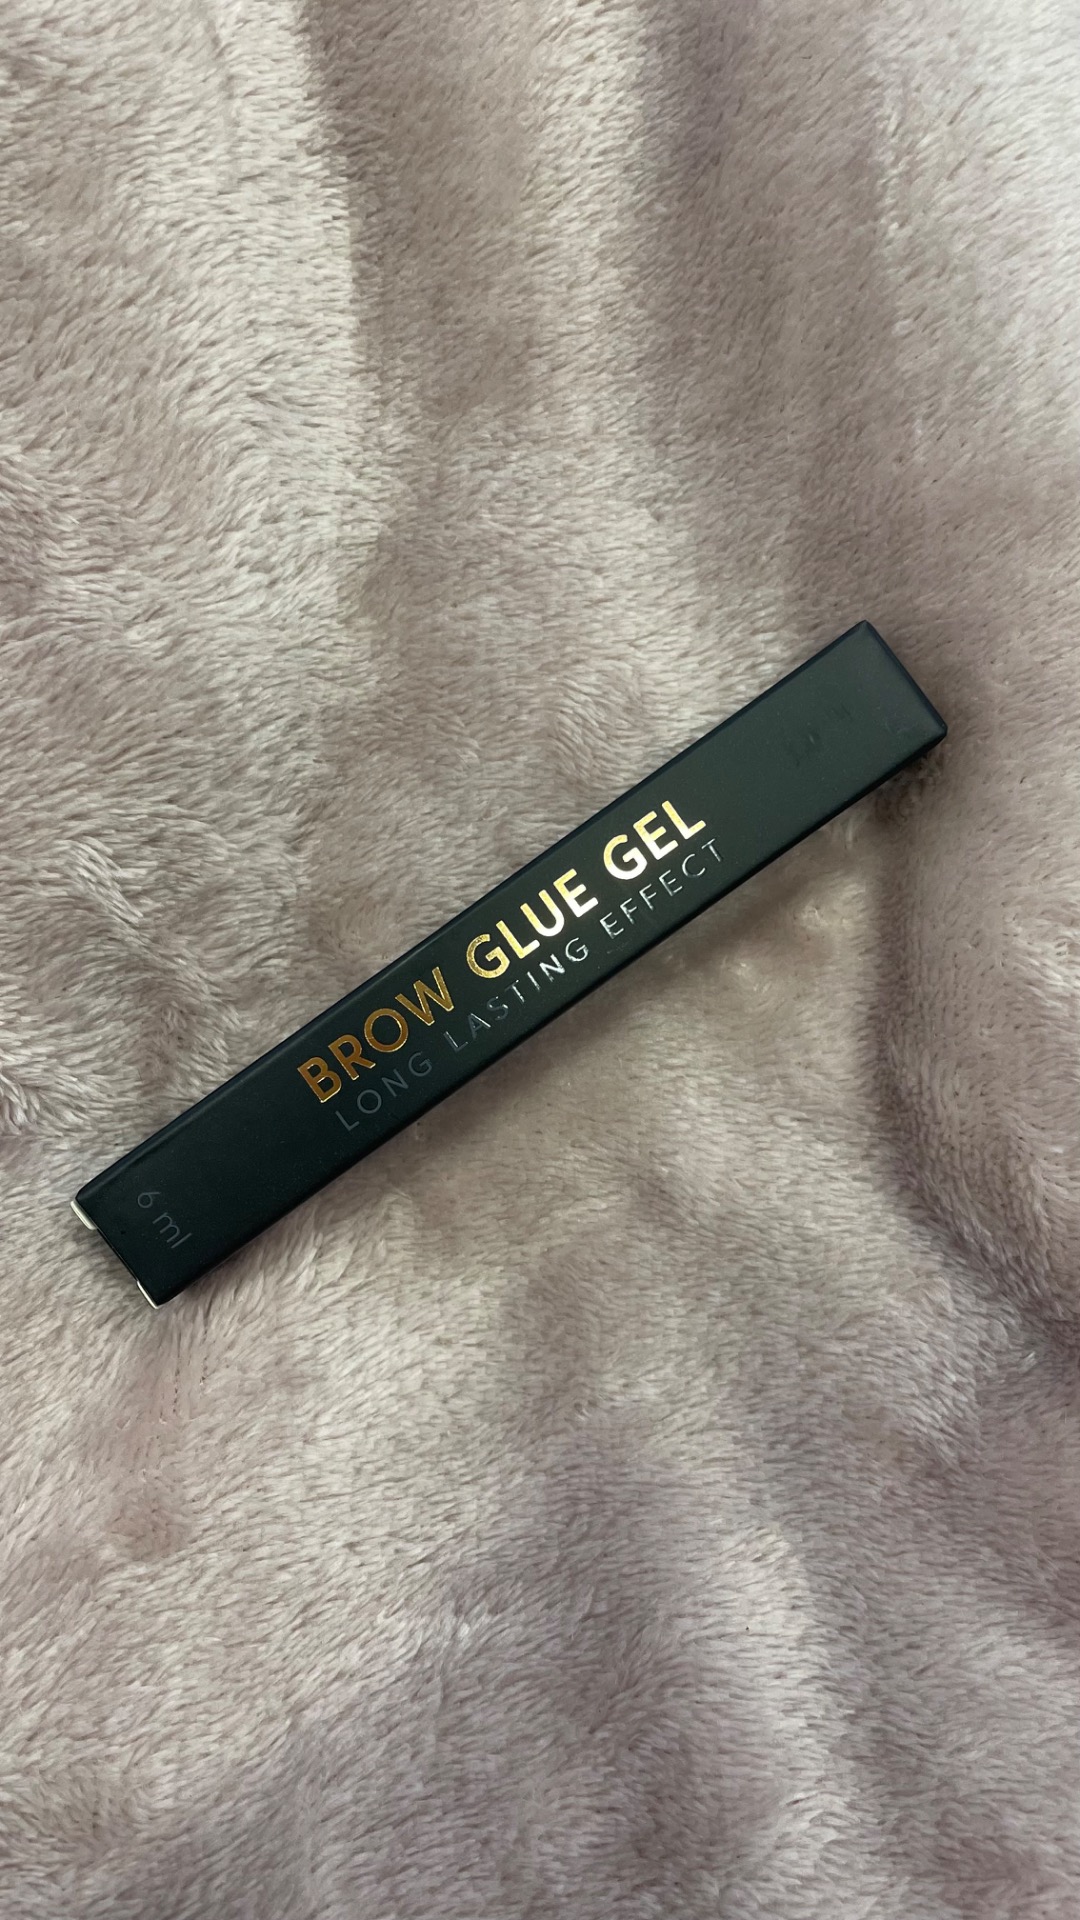 BROW GLUE GEL
LONG LASTING EFFECT
6 ml